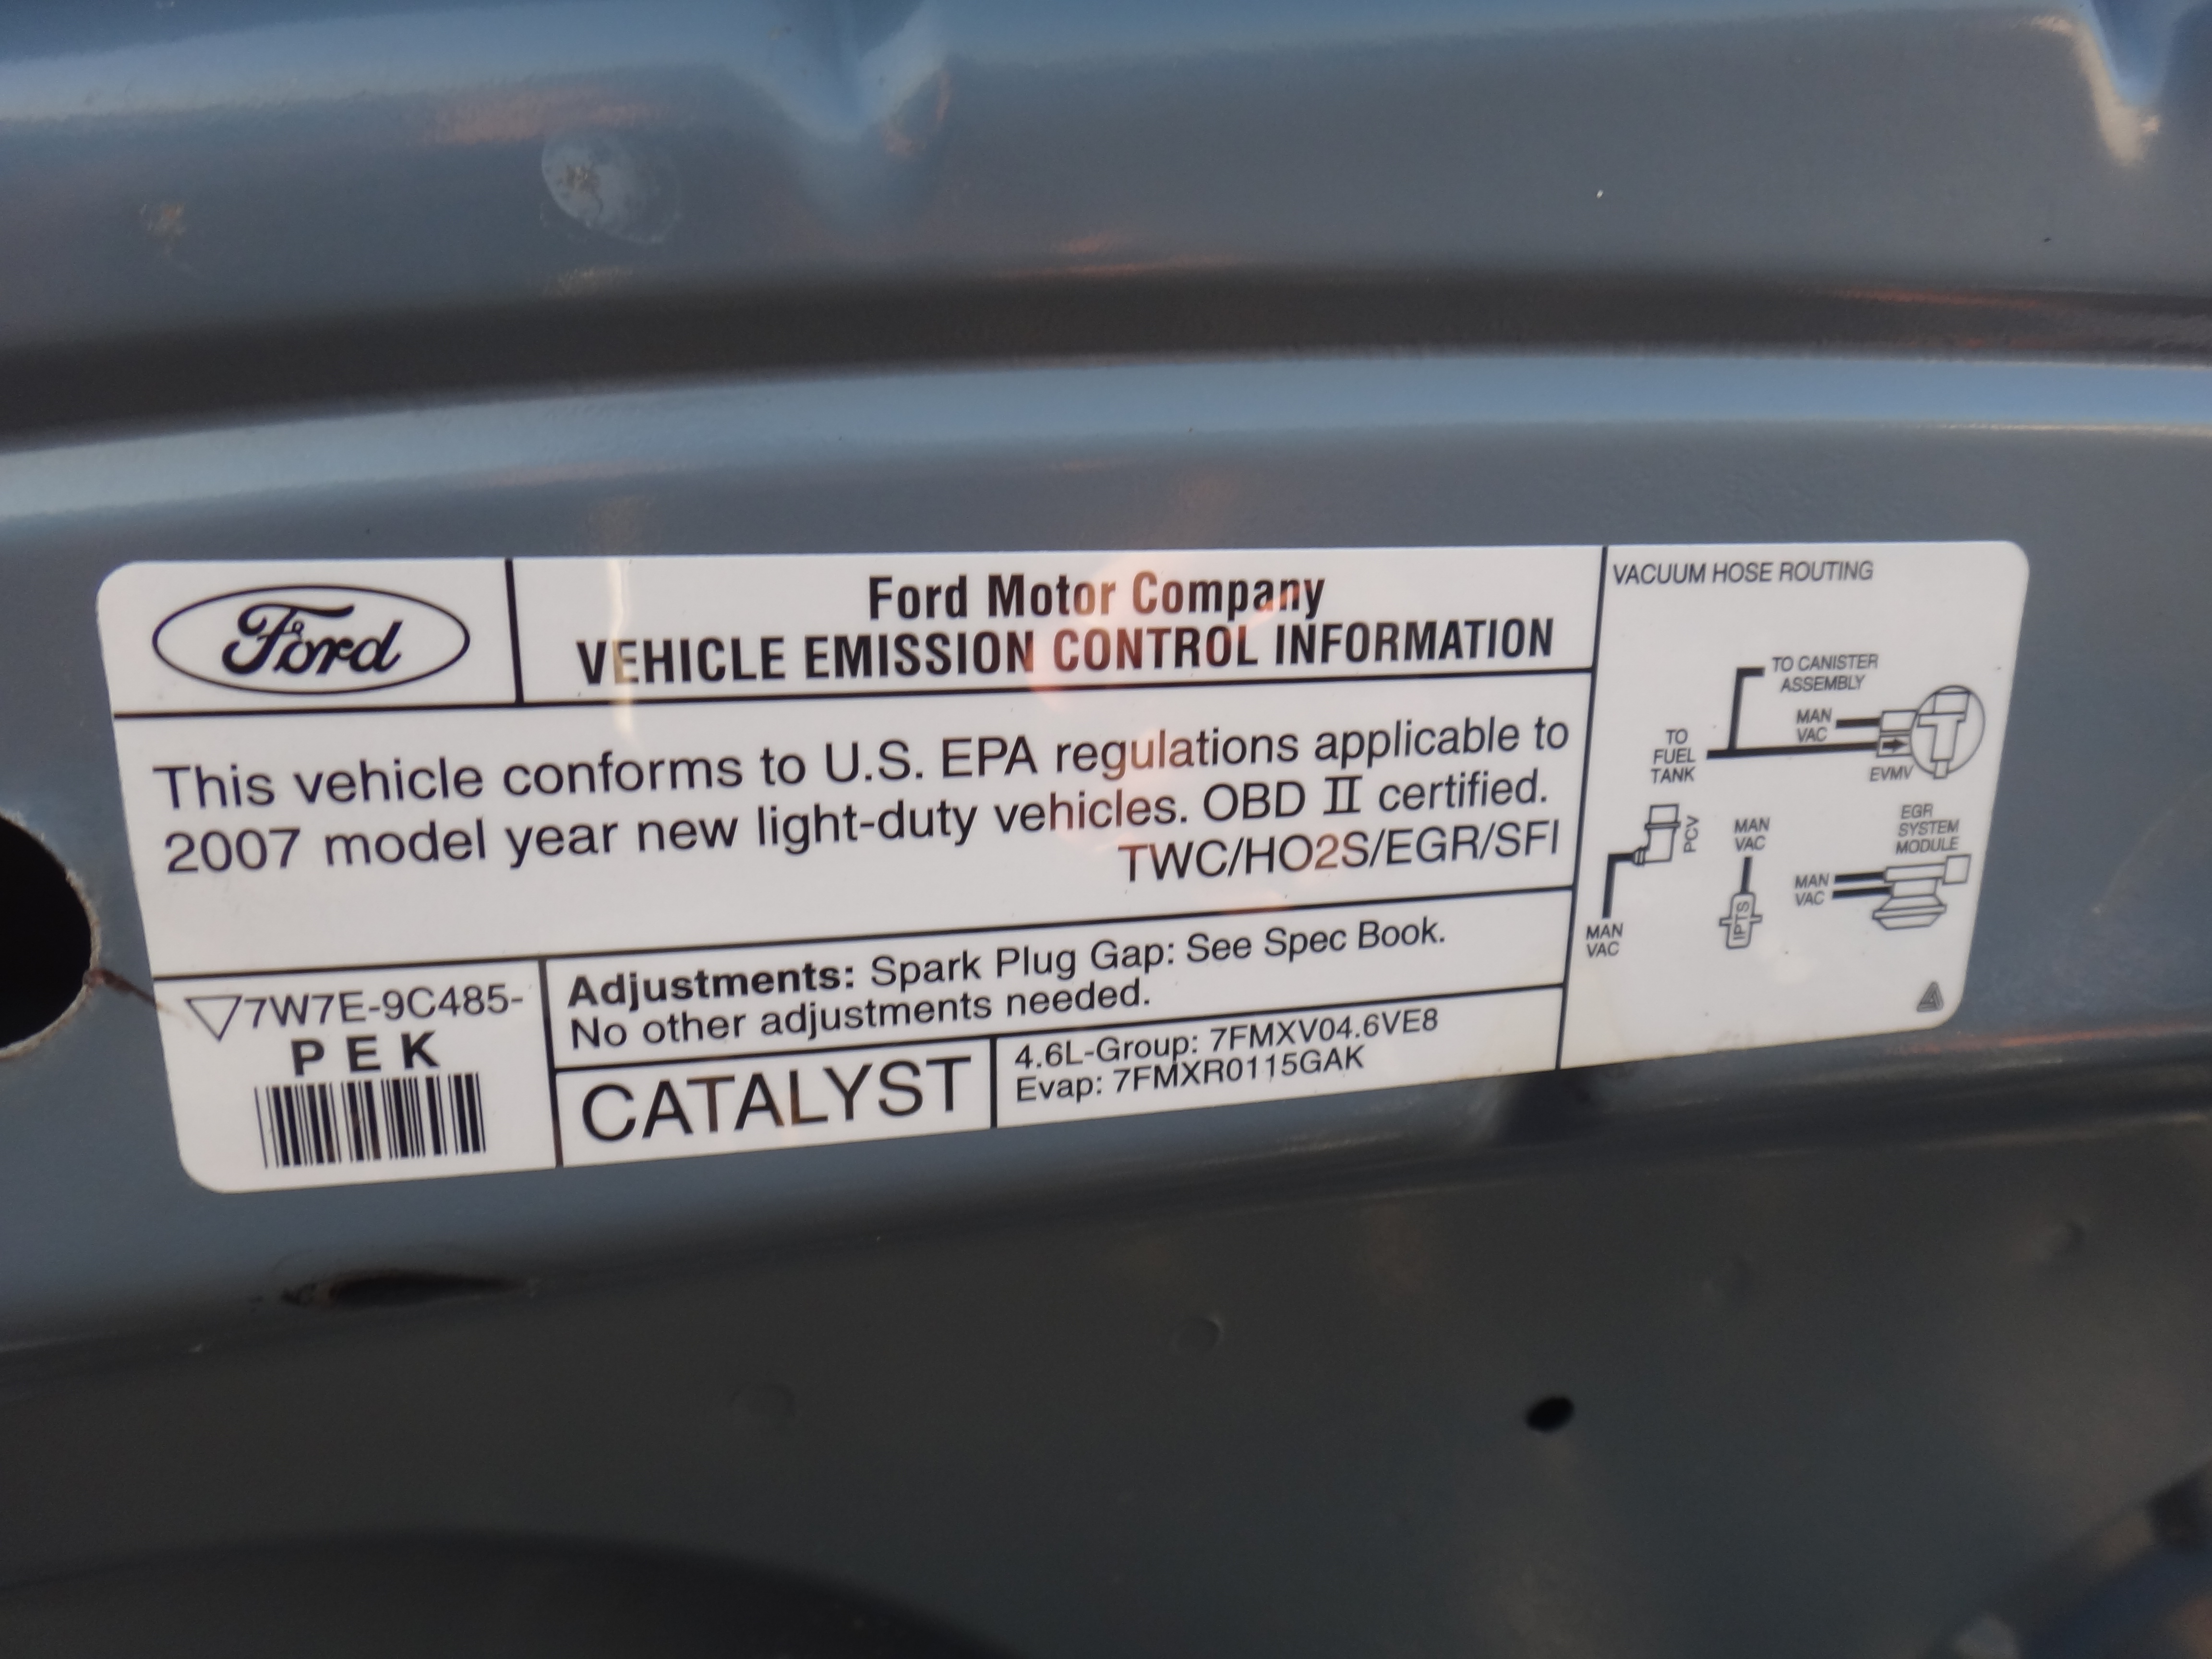 Ford
Ford Motor Company
VEHICLE EMISSION CONTROL INFORMATION
This vehicle conforms to U.S. EPA regulations applicable to
2007 model year new light-duty vehicles. OBD II certified.
TWC/HO2S/EGR/SFI
7W7E-9C485-
PEK
Adjustments: Spark Plug Gap: See Spec Book.
No other adjustments needed.
CATALYST
4.6L-Group: 7FMXV04.6VE8
Evap: 7FMXR0115GAK
VACUUM HOSE ROUTING
TO CANISTER
ASSEMBLY
MAN
VAC
TO
FUEL
TANK
EVMV
PCV
MAN
VAC
MAN
VAC
IPTS
EGR
SYSTEM
MODULE
MAN
VAC